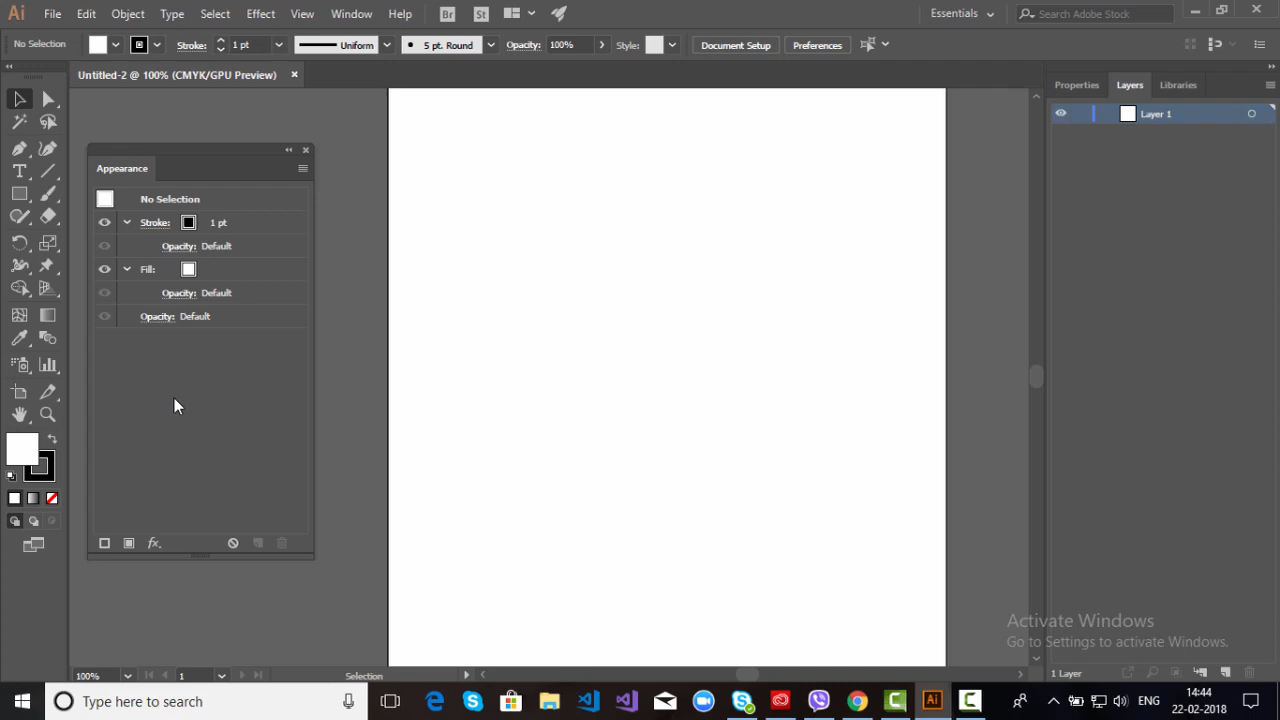 Ai File Edit Object Type Select Effect View Window Help Br St Essentials Search Adobe Stock
No Selection Stroke: 1 pt Uniform 5 pt. Round Opacity: 100% Style: Document Setup Preferences
Untitled-2 @ 100% (CMYK/GPU Preview)
Properties Layers Libraries
Layer 1
Appearance
No Selection
Stroke: 1 pt
Opacity: Default
Fill:
Opacity: Default
Opacity: Default
fx.
Activate Windows
Go to Settings to activate Windows.
100% 1 Selection 1 Layer
Type here to search Ai ENG 14:44
22-02-2018